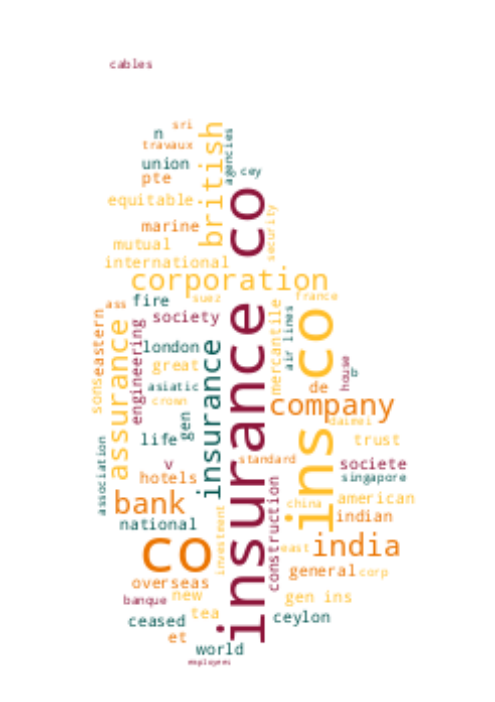 cables
sri
n
travaux
british
agencies
union
cey
pte
equitable
co
marine
security
mutual
international
corporation
ass
fire
suez
france
society
insurance
co
sons
eastern
assurance
engineering
london
mercantile
air lines
great
insurance
house
b
asiatic
de
crown
gen
company
daimei
life
ins
trust
association
v
standard
societe
hotels
singapore
construction
bank
china
american
national
investment
indian
co
east
india
overseas
general
corp
banque
new
gen ins
tea
ceased
ceylon
et
world
employees